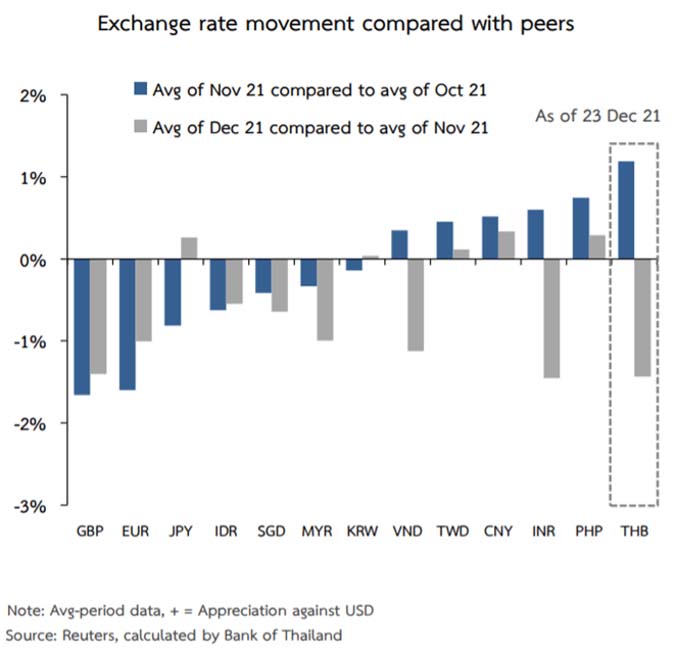 Exchange rate movement compared with peers
Avg of Nov 21 compared to avg of Oct 21
Avg of Dec 21 compared to avg of Nov 21
As of 23 Dec 21
2%
1%
0%
-1%
-2%
-3%
GBP EUR JPY IDR SGD MYR KRW VND TWD CNY INR PHP THB
Note: Avg-period data, + = Appreciation against USD
Source: Reuters, calculated by Bank of Thailand